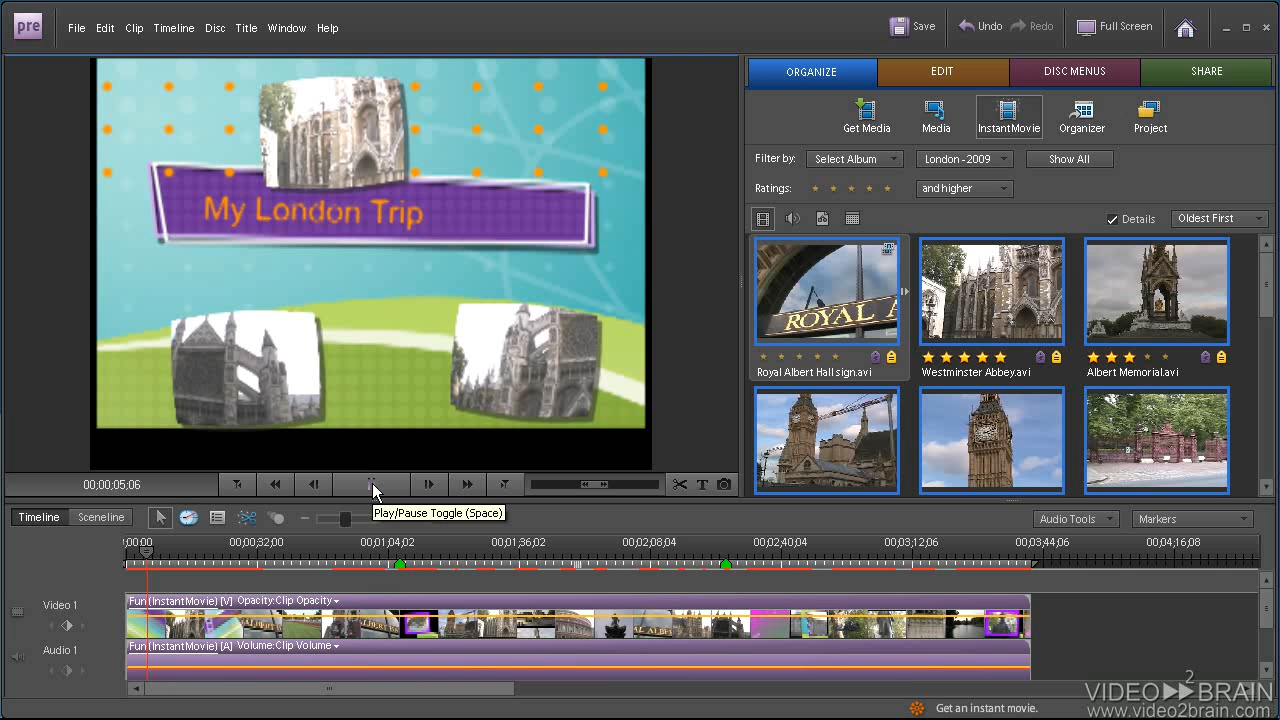 pre File Edit Clip Timeline Disc Title Window Help Save Undo Redo Full Screen
ORGANIZE EDIT DISC MENUS SHARE
Get Media Media InstantMovie Organizer Project
Filter by: Select Album London - 2009 Show All
Ratings: and higher
Details Oldest First
My London Trip
ROYAL A
Royal Albert Hall sign.avi Westminster Abbey.avi Albert Memorial.avi
00;00;05;06
Play/Pause Toggle (Space)
Timeline Sceneline Audio Tools Markers
;00;00 00;00;32;00 00;01;04;02 00;01;36;02 00;02;08;04 00;02;40;04 00;03;12;06 00;03;44;06 00;04;16;08
Video 1 Fun (InstantMovie) [V] Opacity:Clip Opacity
Audio 1 Fun (InstantMovie) [A] Volume:Clip Volume
VIDEO 2 BRAIN
Get an instant movie.
www.video2brain.com